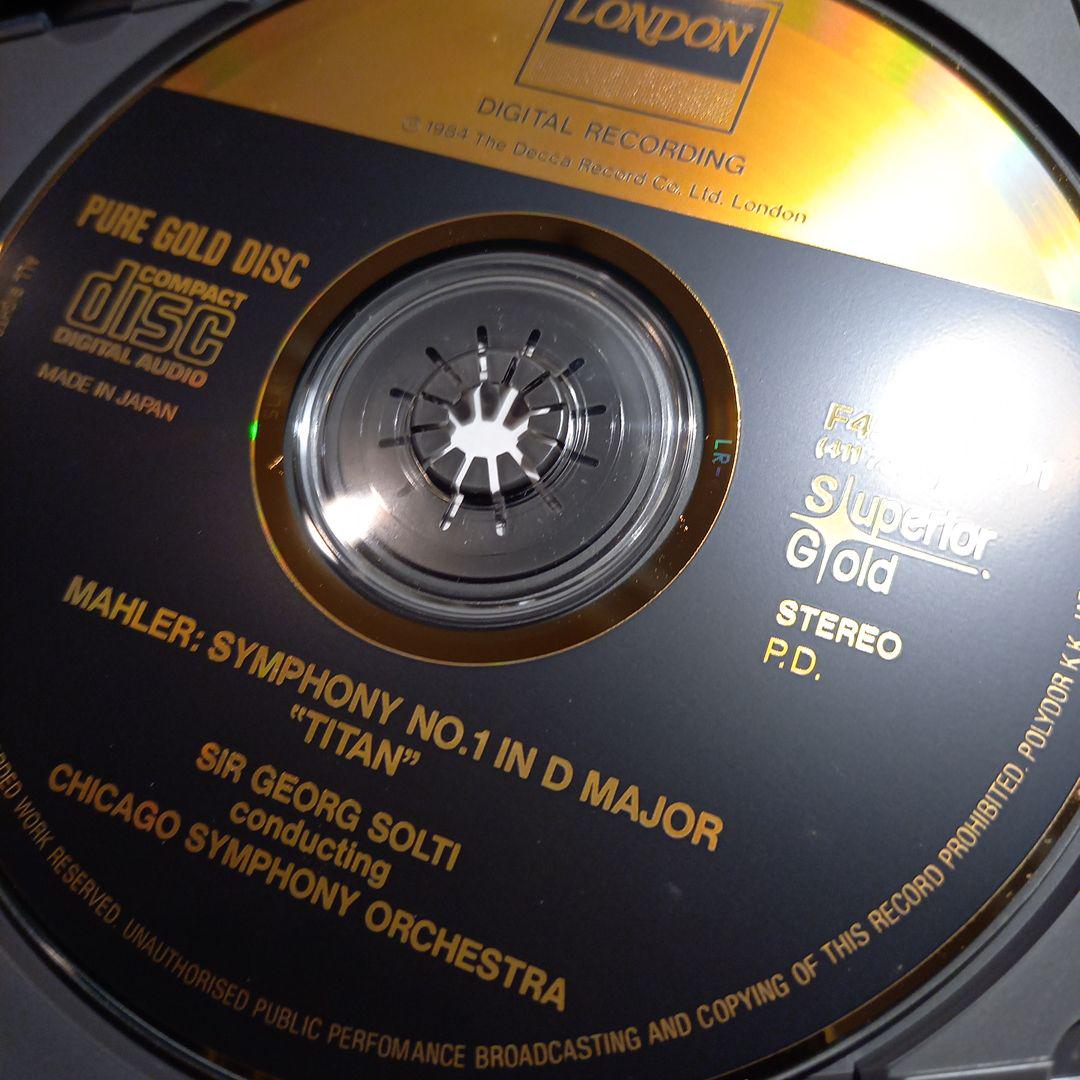 LONDON
DIGITAL RECORDING
Ⓟ 1984 The Decca Record Co. Ltd. London
PURE GOLD DISC
COMPACT
disc
DIGITAL AUDIO
MADE IN JAPAN
Superior
Gold
STEREO
P.D.
MAHLER: SYMPHONY NO.1 IN D MAJOR
“TITAN”
SIR GEORG SOLTI
conducting
CHICAGO SYMPHONY ORCHESTRA
WORK RESERVED. UNAUTHORISED PUBLIC PERFOMANCE BROADCASTING AND COPYING OF THIS RECORD PROHIBITED. POLYDOR K.K.